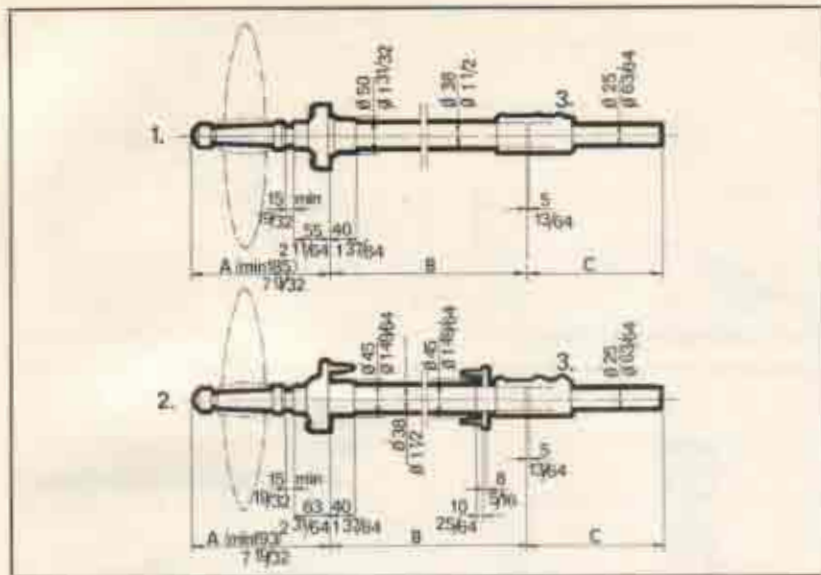 Ø 50
Ø 1 31/32
Ø 38
Ø 1 1/2
3
Ø 25
Ø 63/64
1.
15 min
19/32
55 40
2 11/64 1 37/64
5
13/64
A (min185) B C
7 9/32
Ø 45
Ø 1 49/64
Ø 45
Ø 1 49/64
3.
Ø 25
Ø 63/64
2.
Ø 38
Ø 1 1/2
15 min
19/32
63 40
2 31/64 1 37/64
5
13/64
8
5/16
10
25/64
A (min193) B C
7 19/32